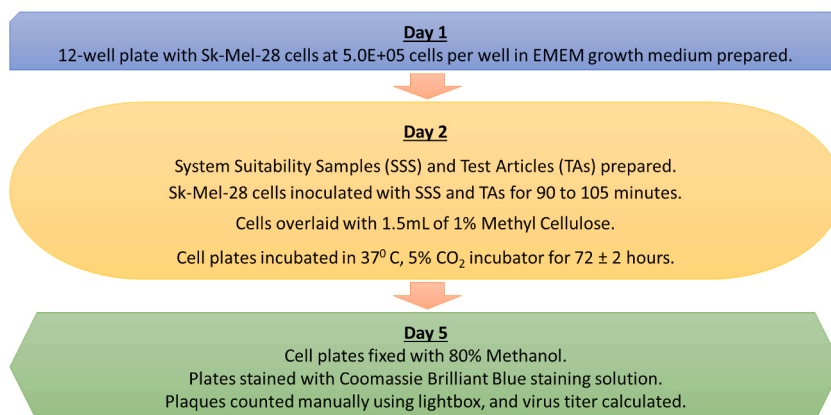 Day 1
12-well plate with Sk-Mel-28 cells at 5.0E+05 cells per well in EMEM growth medium prepared.
Day 2
System Suitability Samples (SSS) and Test Articles (TAs) prepared.
Sk-Mel-28 cells inoculated with SSS and TAs for 90 to 105 minutes.
Cells overlaid with 1.5mL of 1% Methyl Cellulose.
Cell plates incubated in 37⁰ C, 5% CO₂ incubator for 72 ± 2 hours.
Day 5
Cell plates fixed with 80% Methanol.
Plates stained with Coomassie Brilliant Blue staining solution.
Plaques counted manually using lightbox, and virus titer calculated.